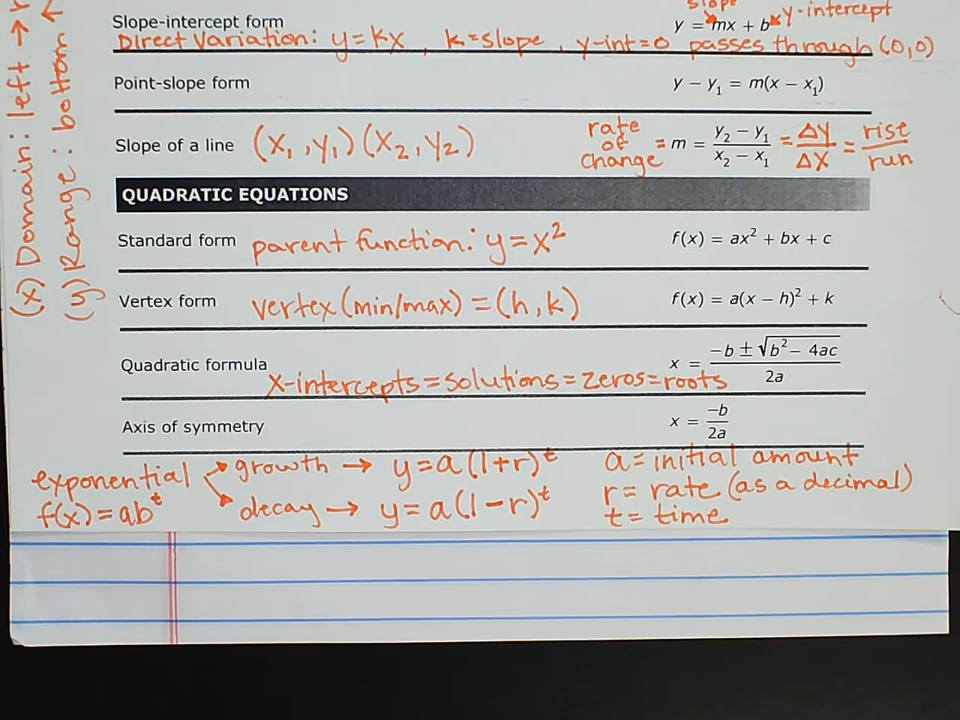 slope
Slope-intercept form y = mx + b y-intercept
Direct Variation: y=kx , k=slope , y-int=0 passes through (0,0)
Point-slope form y − y₁ = m(x − x₁)
Slope of a line (x₁,y₁)(x₂,y₂) rate of change = m = (y₂ − y₁)/(x₂ − x₁) = Δy/Δx = rise/run
QUADRATIC EQUATIONS
Standard form parent function: y=x² f(x) = ax² + bx + c
Vertex form vertex(min/max)=(h,k) f(x) = a(x − h)² + k
Quadratic formula x = (−b ± √(b² − 4ac))/2a
x-intercepts=solutions=zeros=roots
Axis of symmetry x = −b/2a
exponential → growth → y=a(1+r)^t a=initial amount
f(x)=ab^t → decay → y=a(1−r)^t r= rate (as a decimal)
t= time
(x) Domain: left →
(y) Range: bottom